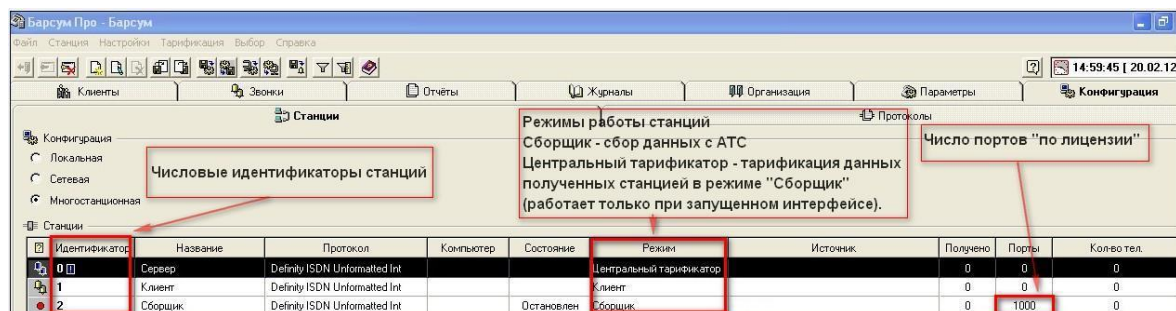 Барсум Про - Барсум
Файл Станция Настройки Тарификация Выбор Справка
14:59:45 [ 20.02.12
Клиенты Звонки Отчёты Журналы Организация Параметры Конфигурация
Станции Протоколы
Конфигурация
Локальная
Сетевая
Многостанционная
Числовые идентификаторы станций
Режимы работы станций
Сборщик - сбор данных с АТС
Центральный тарификатор - тарификация данных
полученных станцией в режиме "Сборщик"
(работает только при запущенном интерфейсе).
Число портов "по лицензии"
Станции
Идентификатор Название Протокол Компьютер Состояние Режим Источник Получено Порты Кол-во тел.
0 Сервер Definity ISDN Unformatted Int Центральный тарификатор 0 0 0
1 Клиент Definity ISDN Unformatted Int Клиент 0 0 0
2 Сборщик Definity ISDN Unformatted Int Остановлен Сборщик 0 1000 0